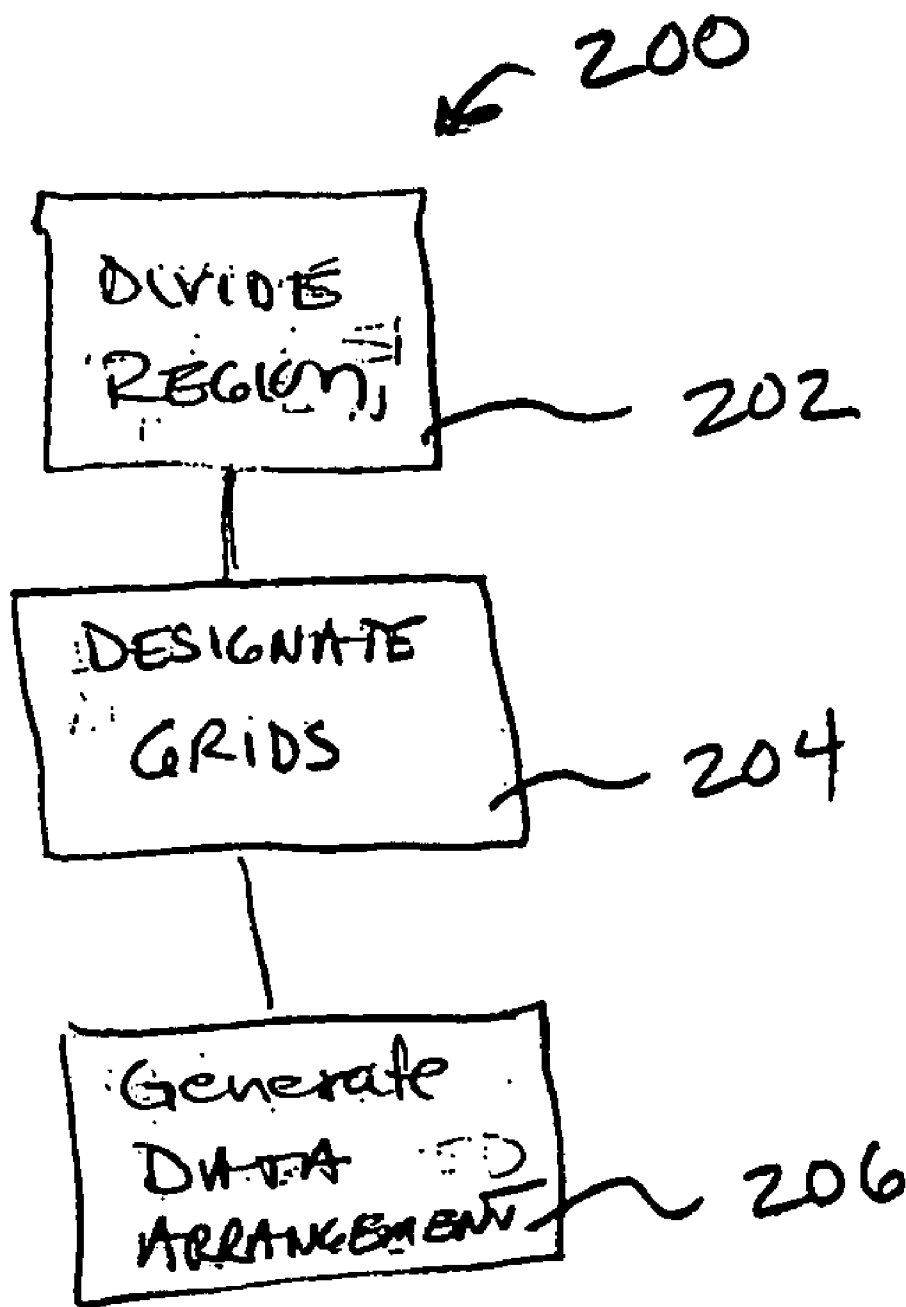 200
DIVIDE
REGION
202
DESIGNATE
GRIDS
204
Generate
DATA
ARRANGEMENT
206